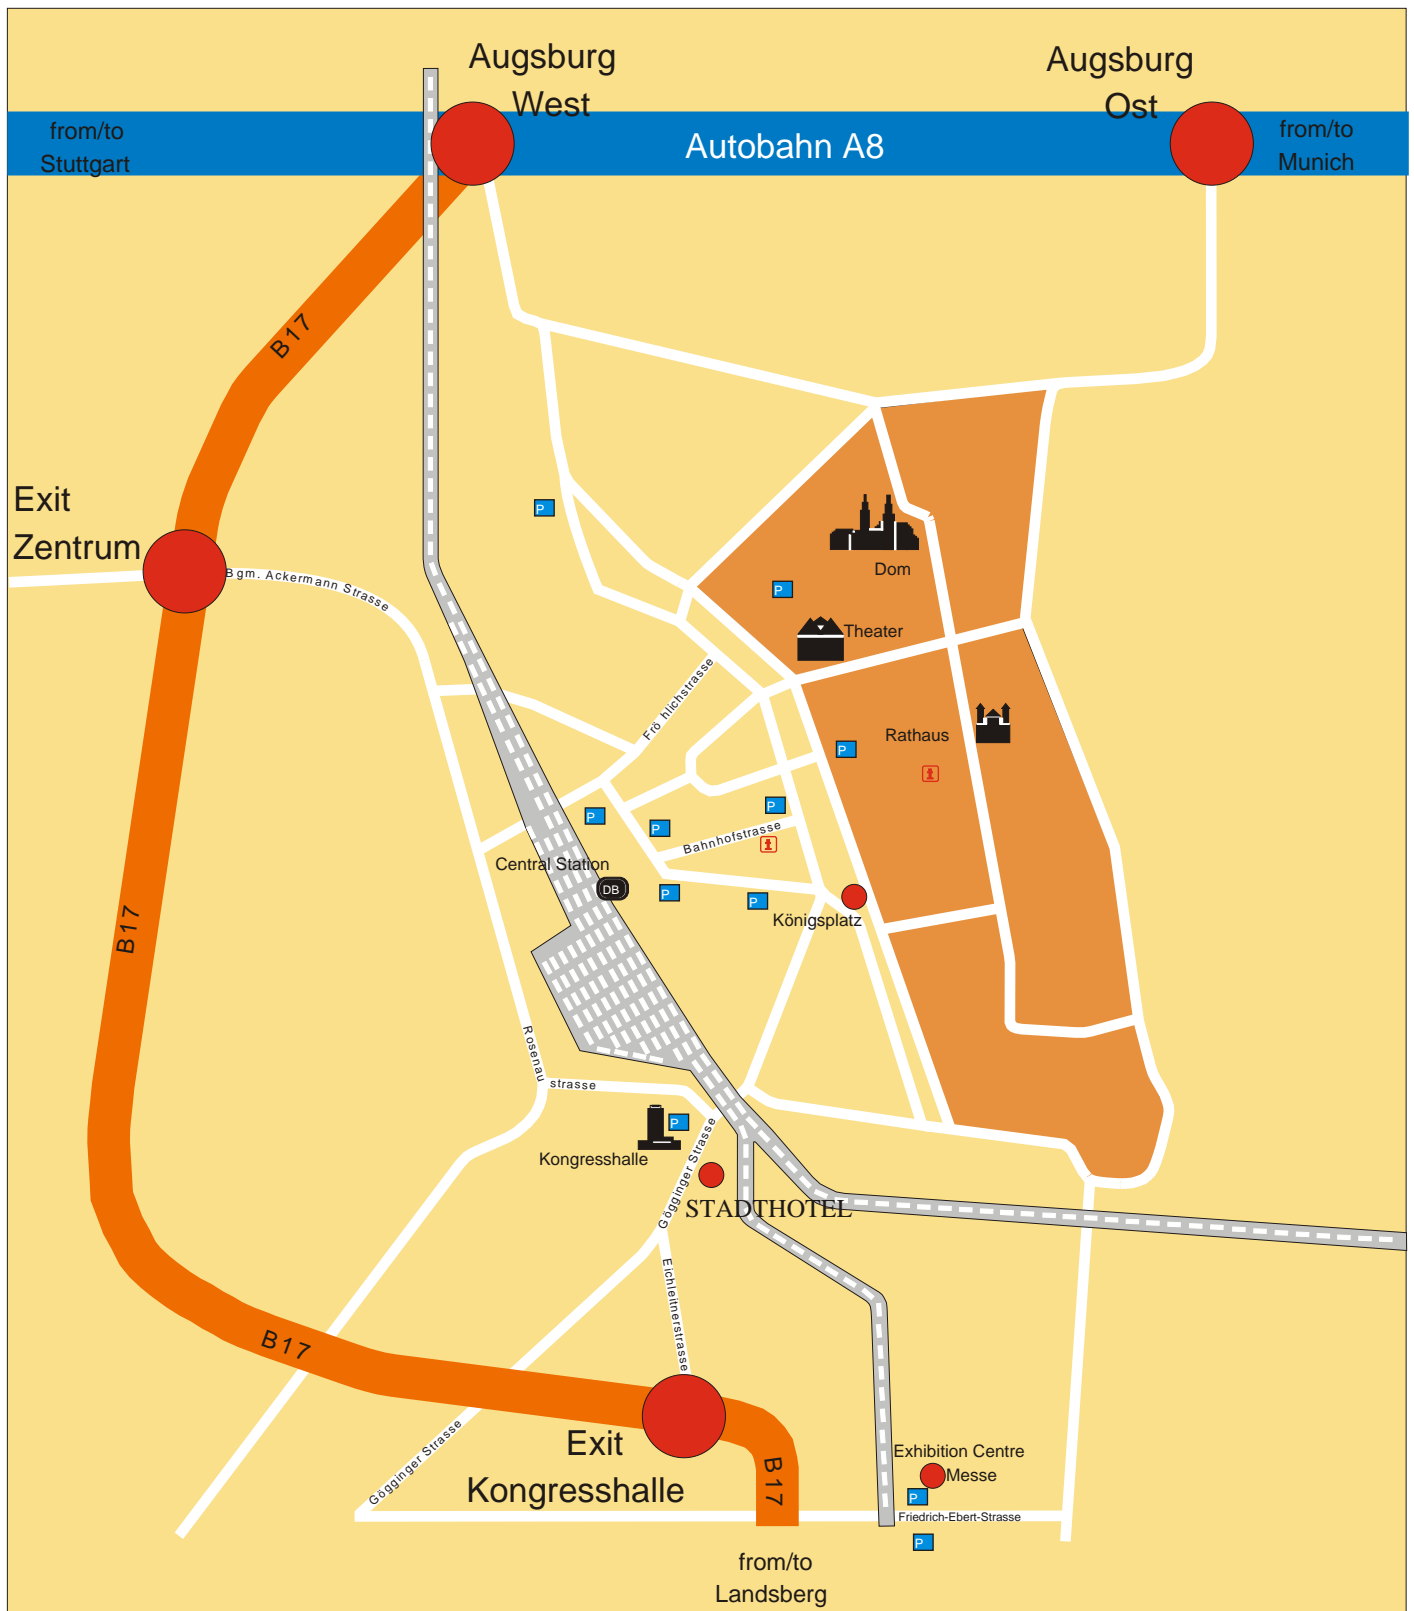 Augsburg
West
Augsburg
Ost
from/to
Stuttgart
Autobahn A8
from/to
Munich
B17
Exit
Zentrum
Bgm. Ackermann Strasse
P
Dom
P
Theater
Frö hlichstrasse
Rathaus
P
P
P
P
Bahnhofstrasse
Central Station
DB
P
P
Königsplatz
B17
Rosenau strasse
P
Kongresshalle
Gögginger Strasse
STADTHOTEL
Eichleitnerstrasse
B17
Exit
Kongresshalle
Gögginger Strasse
B17
Exhibition Centre
Messe
P
Friedrich-Ebert-Strasse
P
from/to
Landsberg